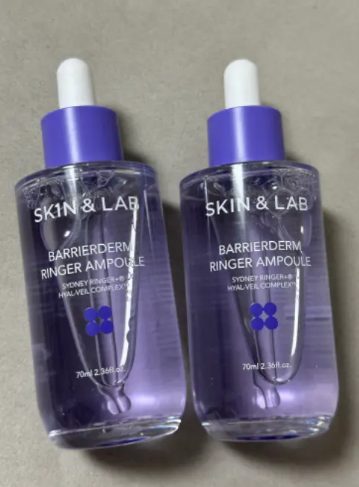 SKIN & LAB
BARRIERDERM
RINGER AMPOULE
SYDNEY RINGER+®
HYAL-VEIL COMPLEX™
70ml 2.36fl.oz.
SKIN & LAB
BARRIERDERM
RINGER AMPOULE
SYDNEY RINGER+®
HYAL-VEIL COMPLEX™
70ml 2.36fl.oz.